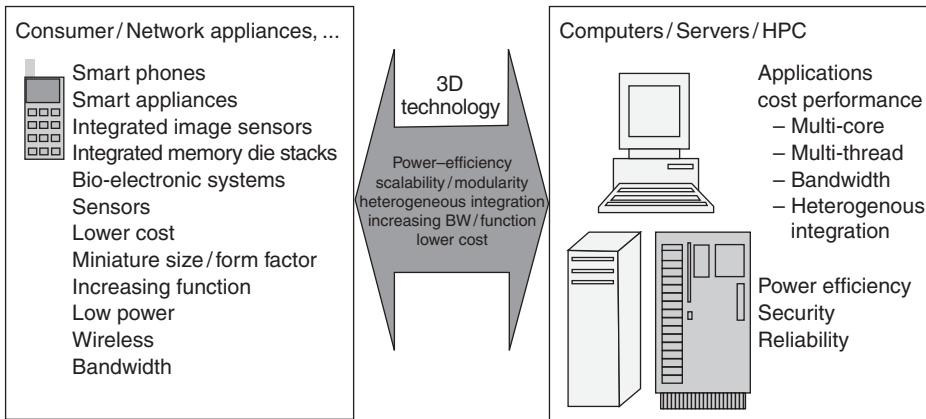 Consumer/Network appliances, ...
Smart phones
Smart appliances
Integrated image sensors
Integrated memory die stacks
Bio-electronic systems
Sensors
Lower cost
Miniature size/form factor
Increasing function
Low power
Wireless
Bandwidth
3D
technology
Power–efficiency
scalability/modularity
heterogeneous integration
increasing BW/function
lower cost
Computers/Servers/HPC
Applications
cost performance
– Multi-core
– Multi-thread
– Bandwidth
– Heterogenous
integration
Power efficiency
Security
Reliability